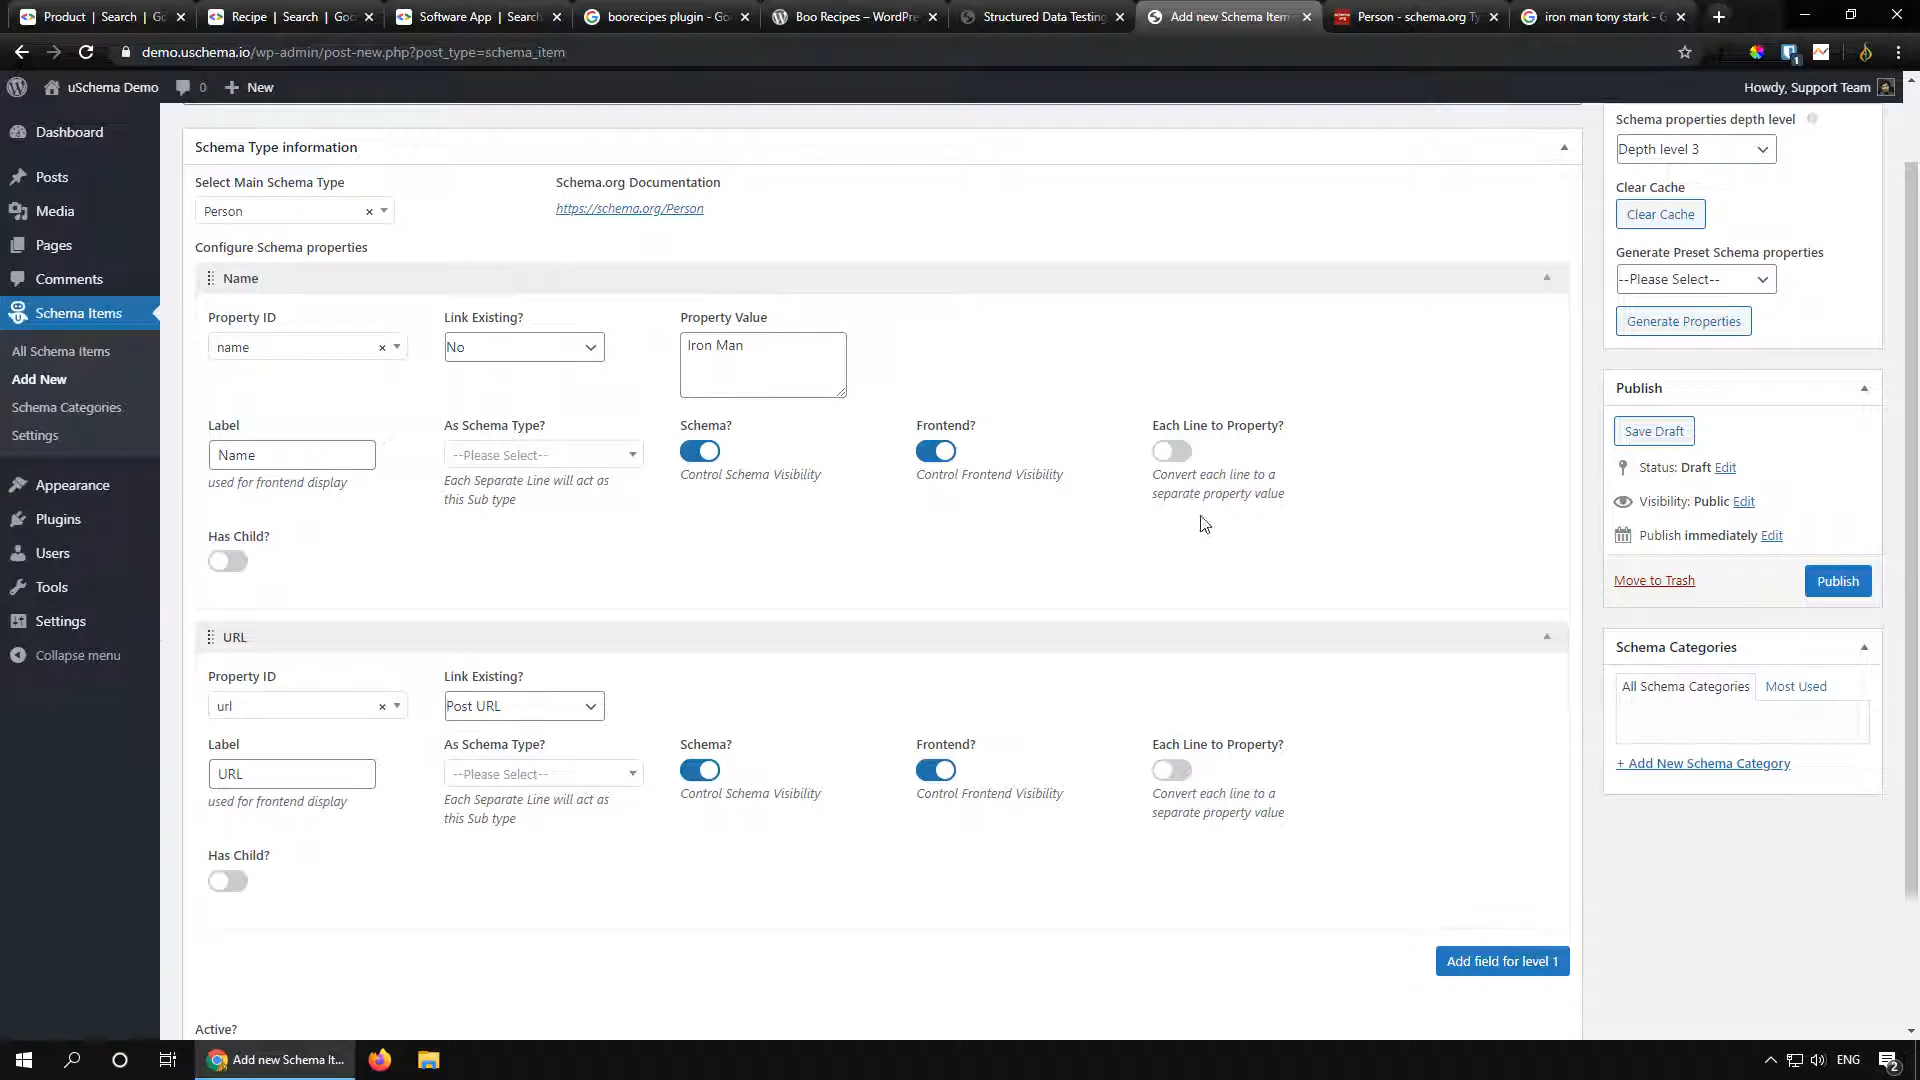 Product | Search | Go
Recipe | Search | Goo
Software App | Search
boorecipes plugin - Go
Boo Recipes – WordPre
Structured Data Testing
Add new Schema Item
Person - schema.org Ty
iron man tony stark - G
demo.uschema.io/wp-admin/post-new.php?post_type=schema_item
uSchema Demo
0
New
Howdy, Support Team
Dashboard
Posts
Media
Pages
Comments
Schema Items
All Schema Items
Add New
Schema Categories
Settings
Appearance
Plugins
Users
Tools
Settings
Collapse menu
Schema Type information
Select Main Schema Type
Schema.org Documentation
Person
https://schema.org/Person
Configure Schema properties
Name
Property ID
Link Existing?
Property Value
name
No
Iron Man
Label
As Schema Type?
Schema?
Frontend?
Each Line to Property?
Name
--Please Select--
used for frontend display
Each Separate Line will act as
this Sub type
Control Schema Visibility
Control Frontend Visibility
Convert each line to a
separate property value
Has Child?
URL
Property ID
Link Existing?
url
Post URL
Label
As Schema Type?
Schema?
Frontend?
Each Line to Property?
URL
--Please Select--
used for frontend display
Each Separate Line will act as
this Sub type
Control Schema Visibility
Control Frontend Visibility
Convert each line to a
separate property value
Has Child?
Add field for level 1
Active?
Schema properties depth level
Depth level 3
Clear Cache
Clear Cache
Generate Preset Schema properties
--Please Select--
Generate Properties
Publish
Save Draft
Status: Draft Edit
Visibility: Public Edit
Publish immediately Edit
Move to Trash
Publish
Schema Categories
All Schema Categories
Most Used
+ Add New Schema Category
Add new Schema It...
ENG
2